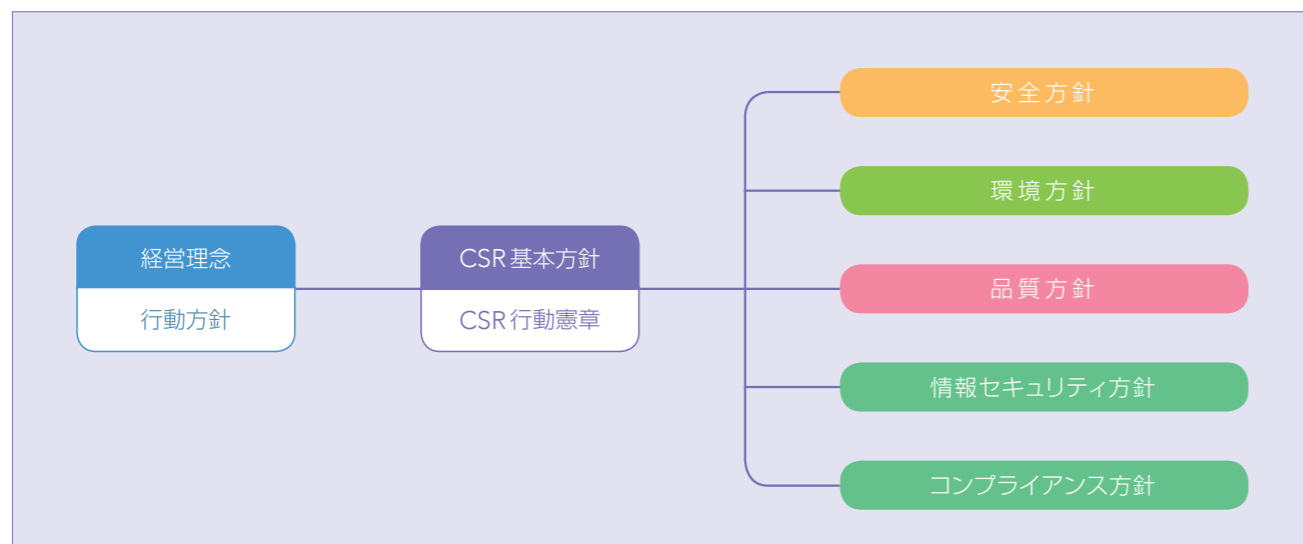 経営理念
行動方針
CSR基本方針
CSR行動憲章
安全方針
環境方針
品質方針
情報セキュリティ方針
コンプライアンス方針